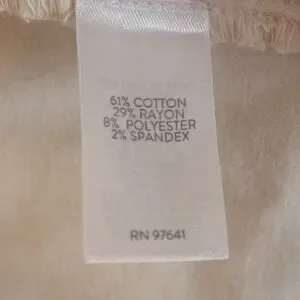 61% COTTON
29% RAYON
8% POLYESTER
2% SPANDEX
RN 97641